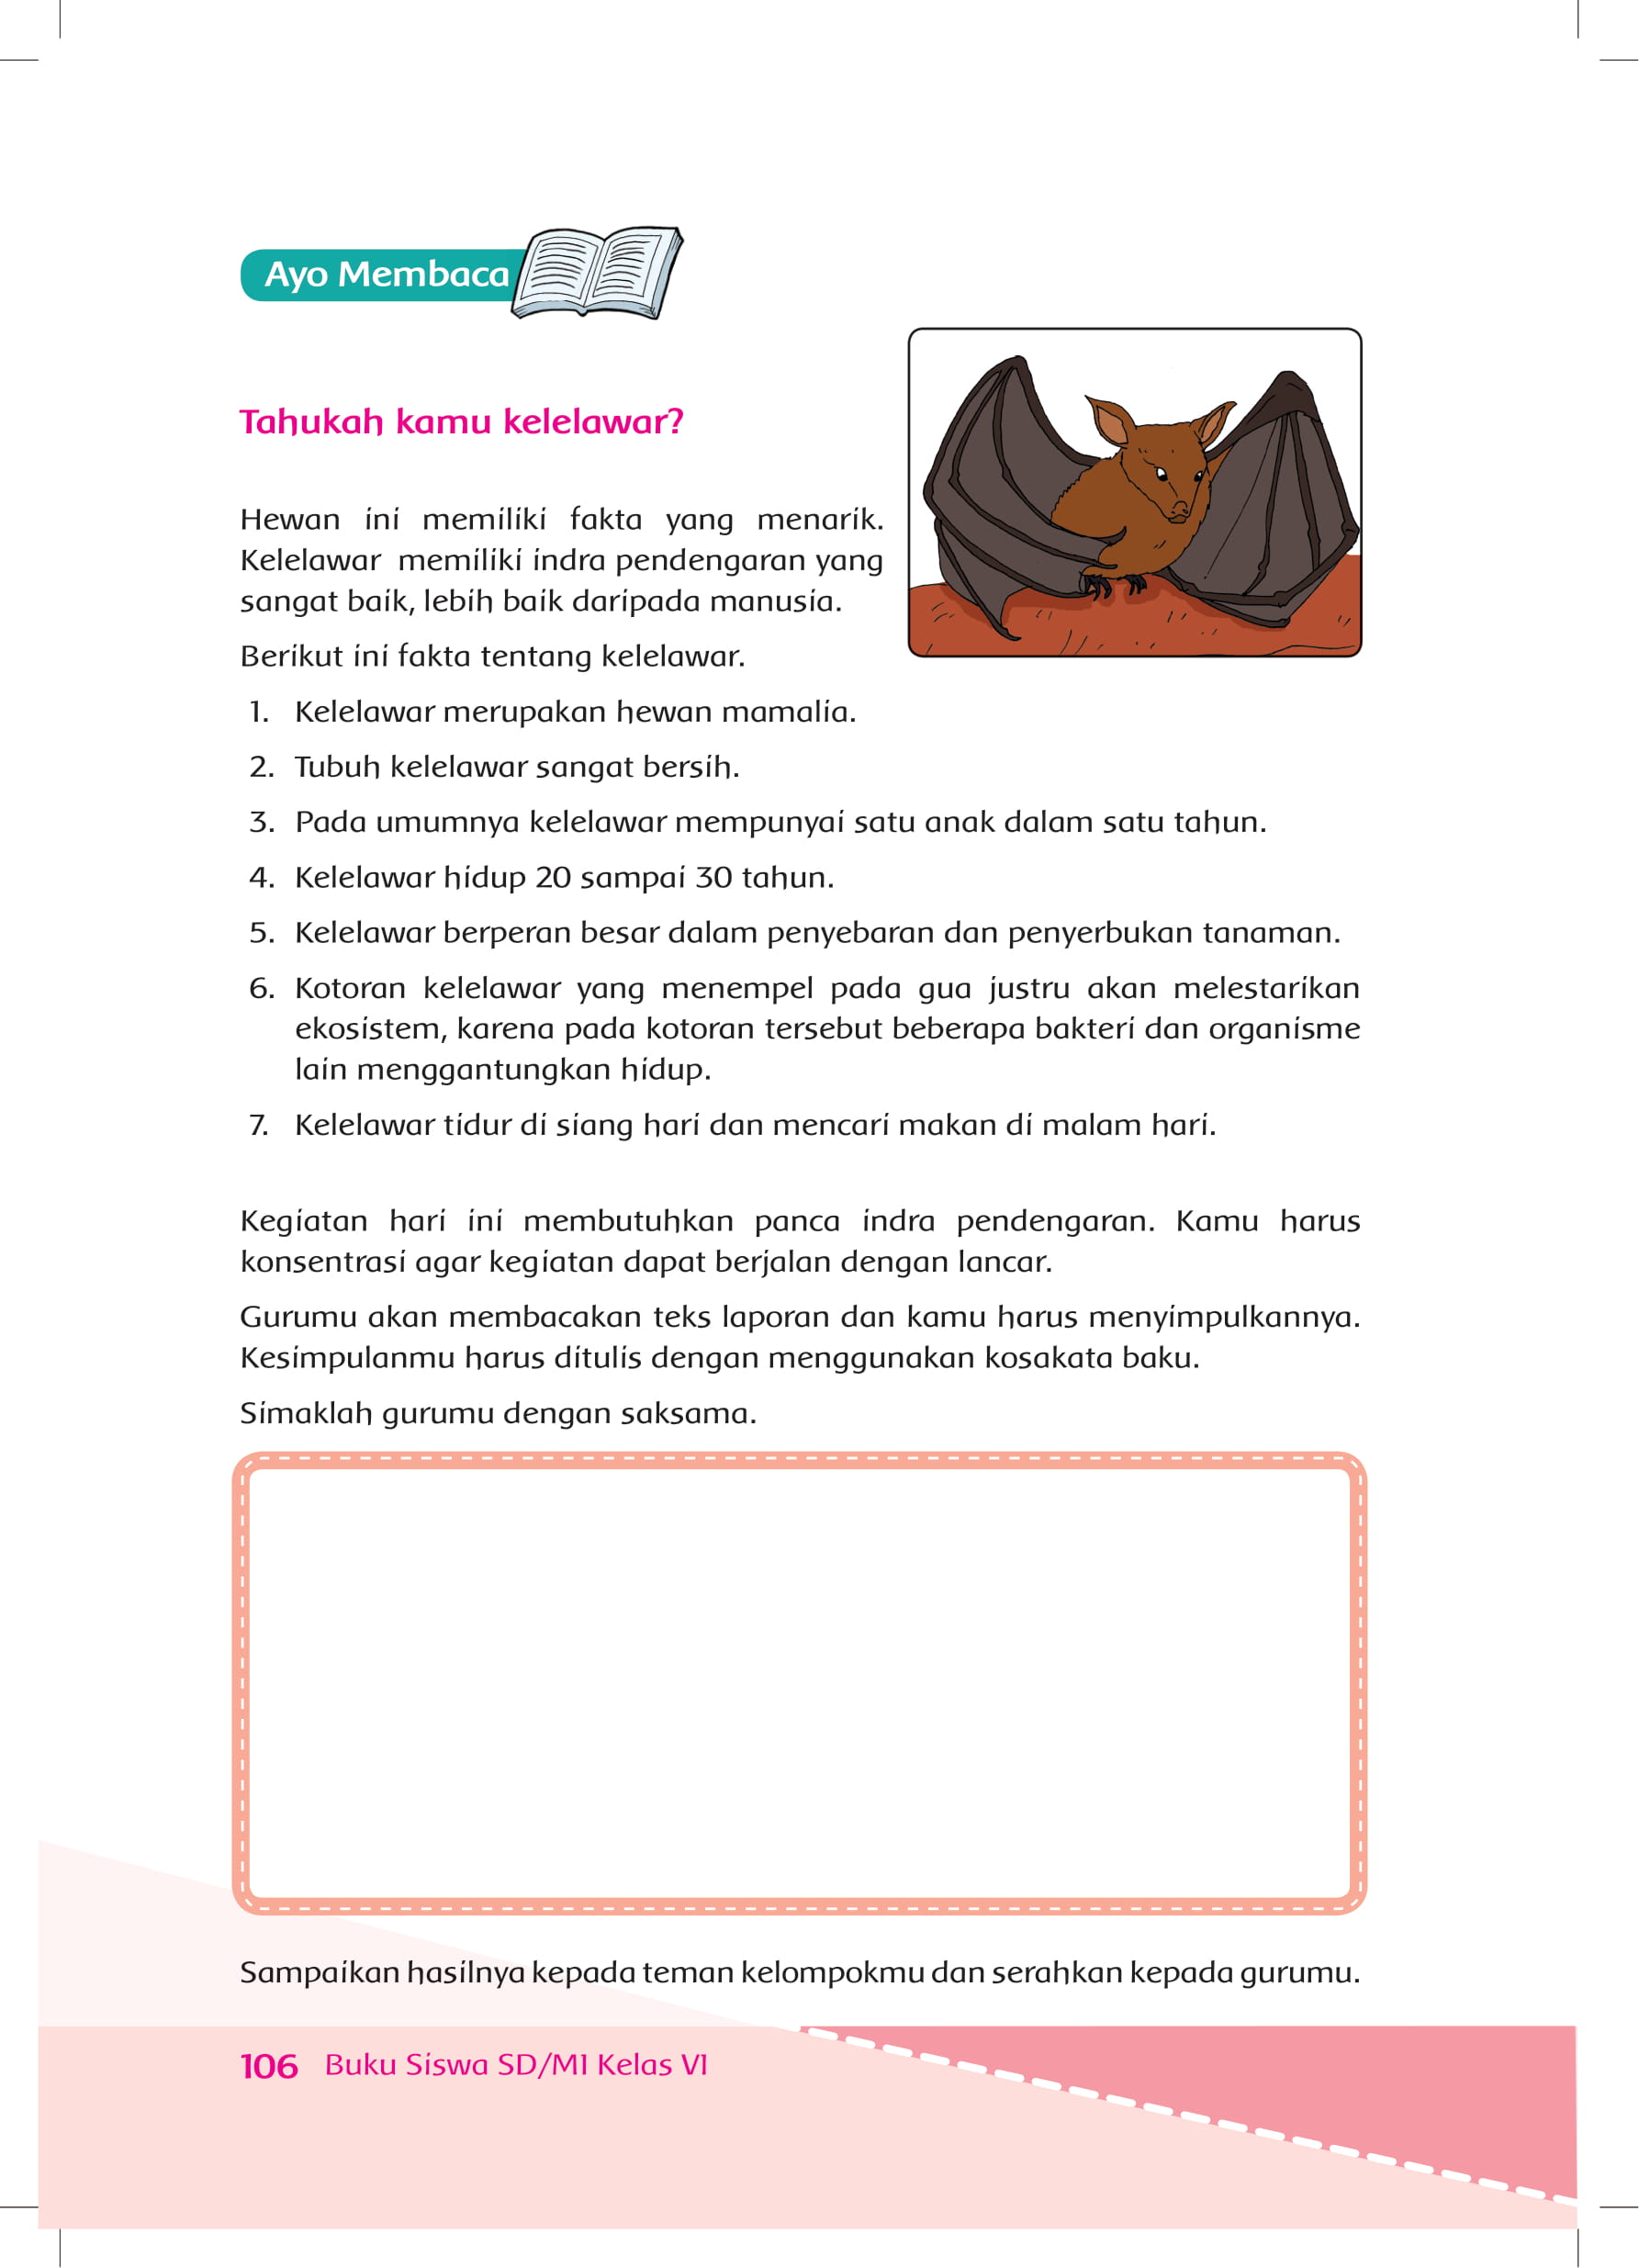 Ayo Membaca
Tahukah kamu kelelawar?
Hewan ini memiliki fakta yang menarik.
Kelelawar memiliki indra pendengaran yang
sangat baik, lebih baik daripada manusia.
Berikut ini fakta tentang kelelawar.
1. Kelelawar merupakan hewan mamalia.
2. Tubuh kelelawar sangat bersih.
3. Pada umumnya kelelawar mempunyai satu anak dalam satu tahun.
4. Kelelawar hidup 20 sampai 30 tahun.
5. Kelelawar berperan besar dalam penyebaran dan penyerbukan tanaman.
6. Kotoran kelelawar yang menempel pada gua justru akan melestarikan
ekosistem, karena pada kotoran tersebut beberapa bakteri dan organisme
lain menggantungkan hidup.
7. Kelelawar tidur di siang hari dan mencari makan di malam hari.
Kegiatan hari ini membutuhkan panca indra pendengaran. Kamu harus
konsentrasi agar kegiatan dapat berjalan dengan lancar.
Gurumu akan membacakan teks laporan dan kamu harus menyimpulkannya.
Kesimpulanmu harus ditulis dengan menggunakan kosakata baku.
Simaklah gurumu dengan saksama.
Sampaikan hasilnya kepada teman kelompokmu dan serahkan kepada gurumu.
106 Buku Siswa SD/MI Kelas VI